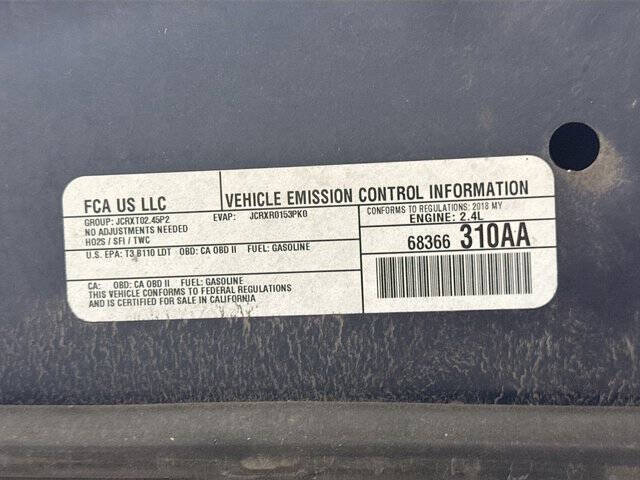 FCA US LLC
VEHICLE EMISSION CONTROL INFORMATION
GROUP: JCRXT02.45P2 EVAP: JCRXR0153PK0
NO ADJUSTMENTS NEEDED
HO2S / SFI / TWC
CONFORMS TO REGULATIONS: 2018 MY
ENGINE: 2.4L
U.S. EPA: T3 B110 LDT OBD: CA OBD II FUEL: GASOLINE
68366 310AA
CA: OBD: CA OBD II FUEL: GASOLINE
THIS VEHICLE CONFORMS TO FEDERAL REGULATIONS
AND IS CERTIFIED FOR SALE IN CALIFORNIA